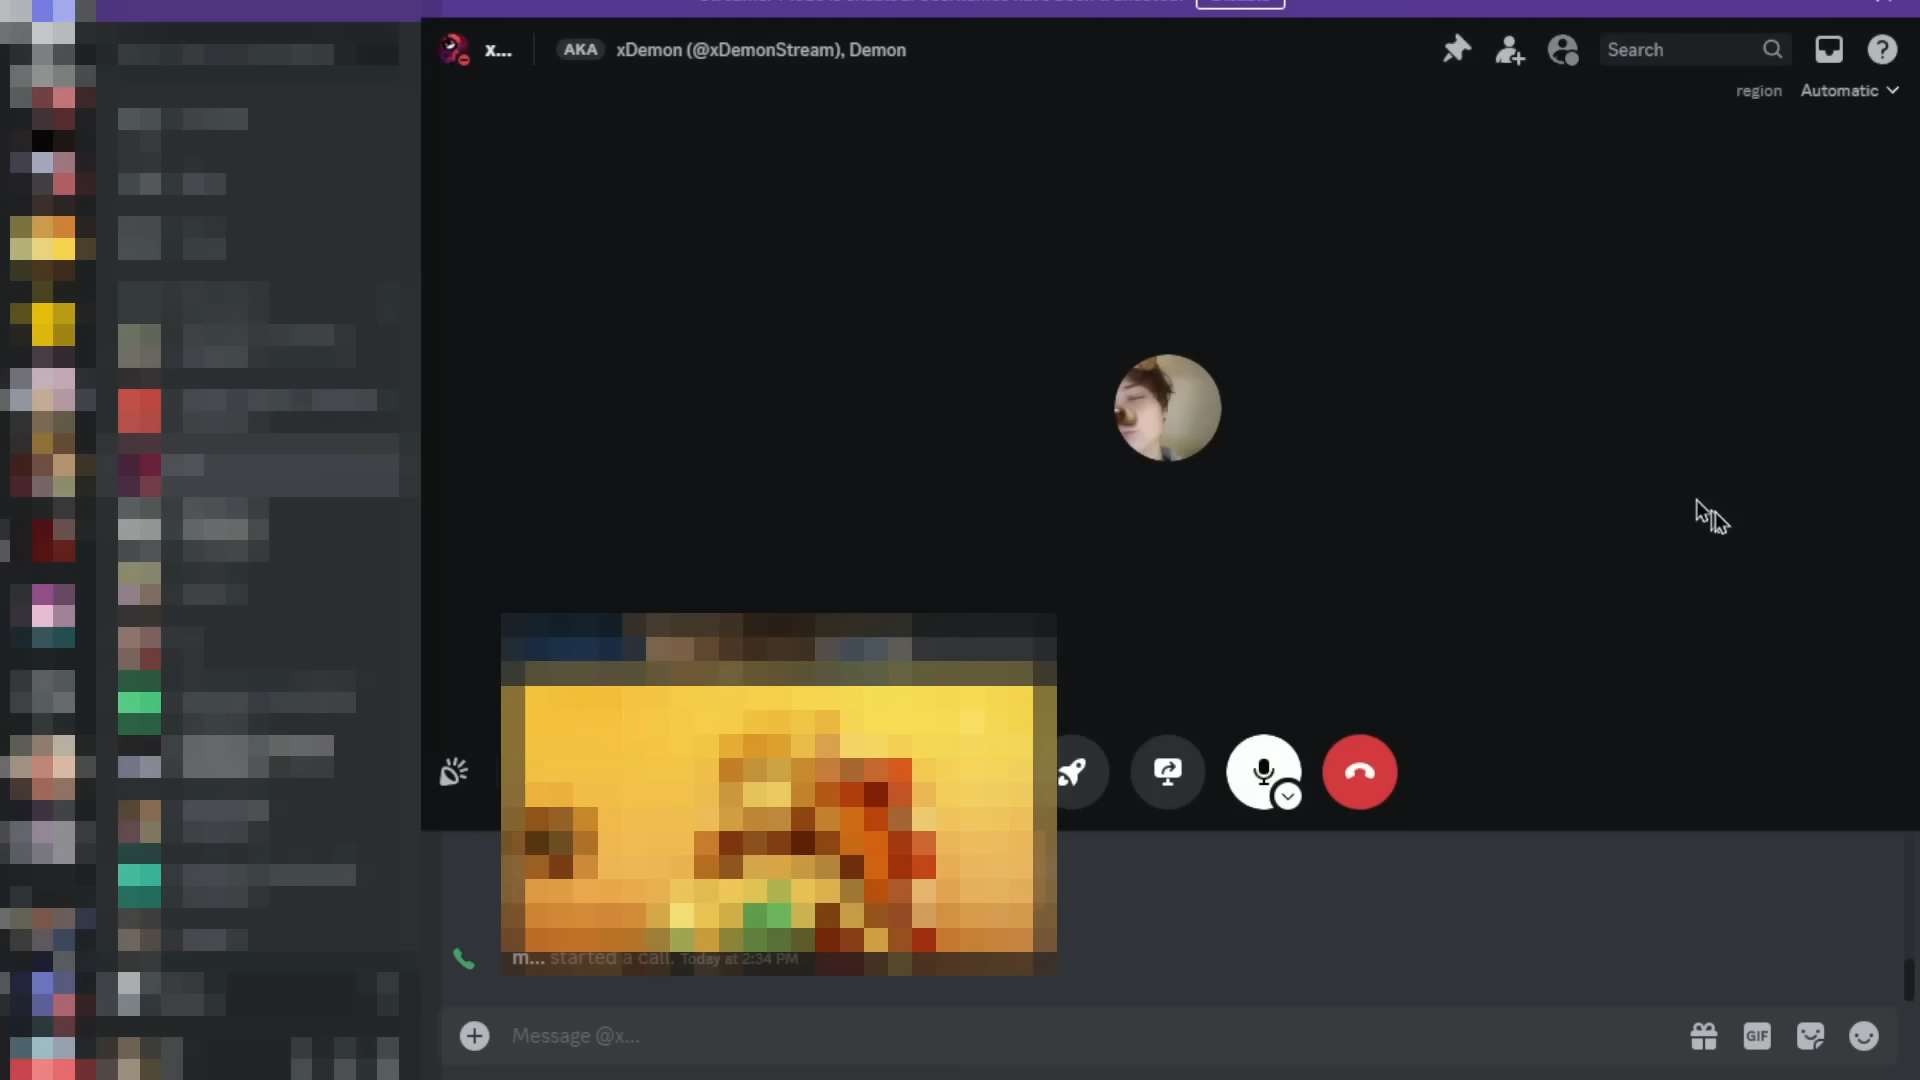 x...
AKA
xDemon (@xDemonStream), Demon
Search
region
Automatic
m... started a call. Today at 2:34 PM
Message @x...
GIF